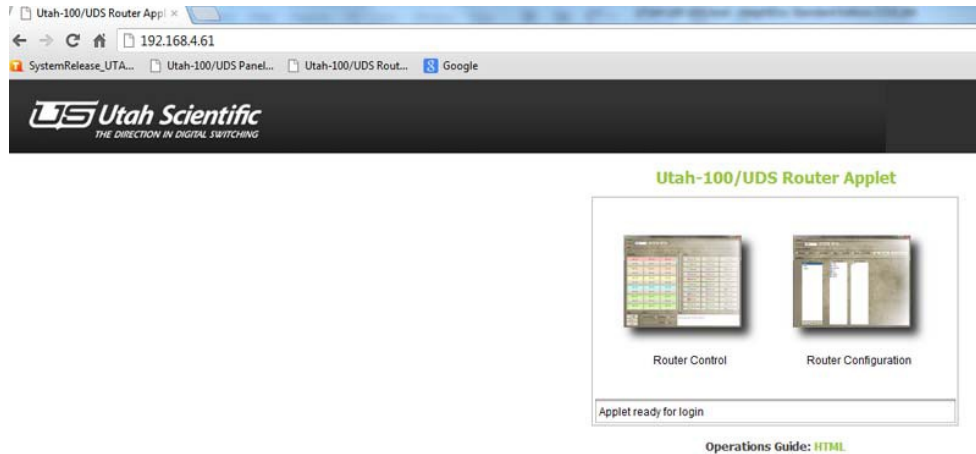 Utah-100/UDS Router Appl
192.168.4.61
SystemRelease_UTA... Utah-100/UDS Panel... Utah-100/UDS Rout... Google
US Utah Scientific
THE DIRECTION IN DIGITAL SWITCHING
Utah-100/UDS Router Applet
Router Control Router Configuration
Applet ready for login
Operations Guide: HTML